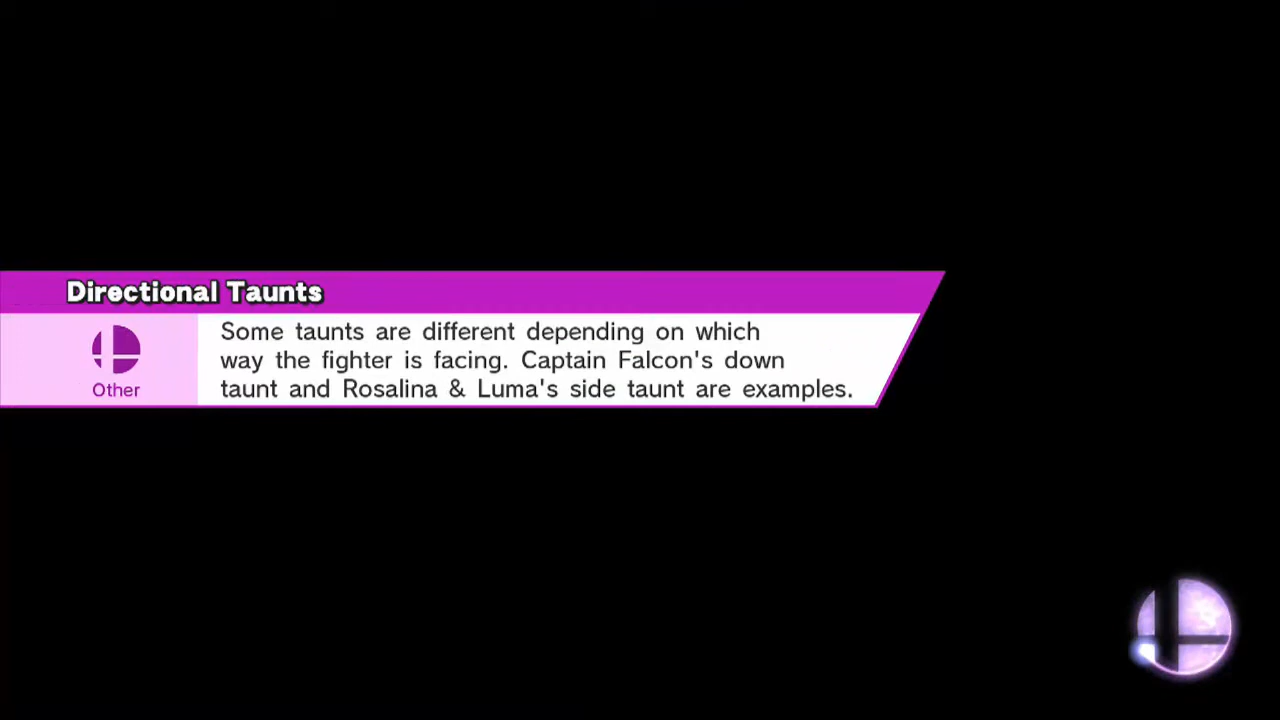 Directional Taunts
Other
Some taunts are different depending on which
way the fighter is facing. Captain Falcon's down
taunt and Rosalina & Luma's side taunt are examples.